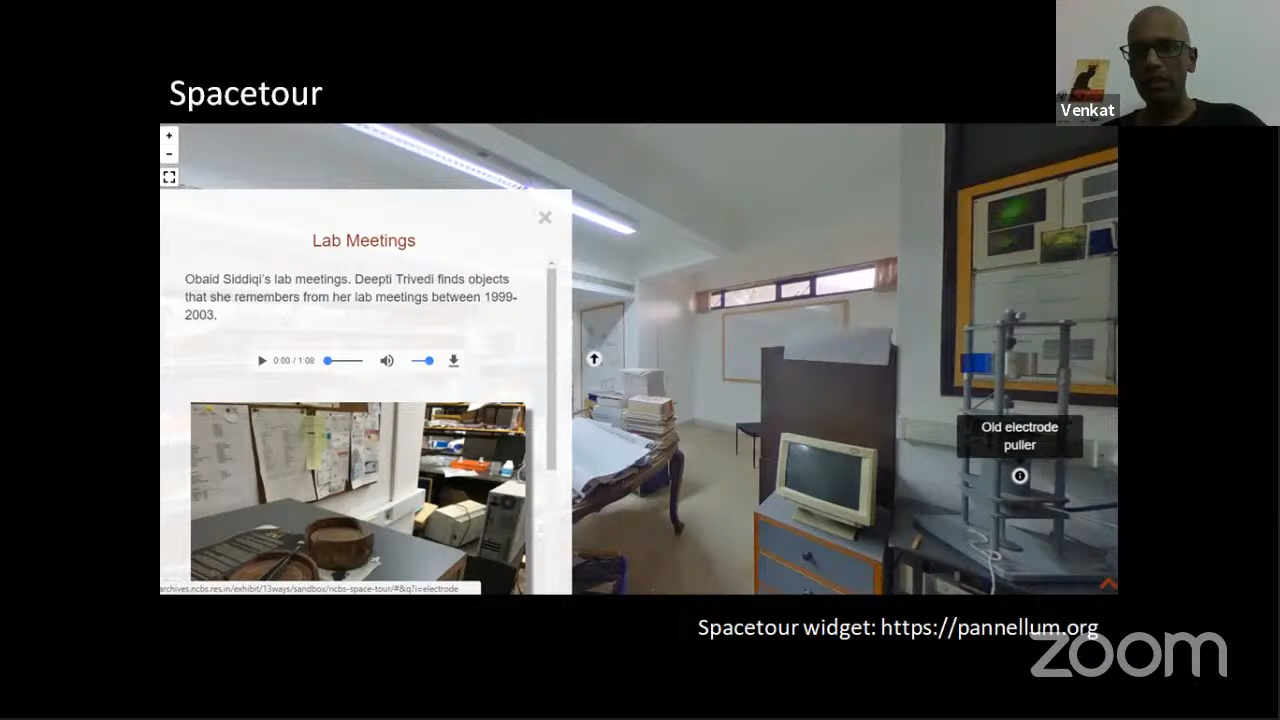 Venkat
Spacetour
+
-
Lab Meetings
Obaid Siddiqi's lab meetings. Deepti Trivedi finds objects
that she remembers from her lab meetings between 1999-
2003.
0:00 / 1:08
Old electrode
puller
archives.ncbs.res.in/exhibit/13ways/sandbox/ncbs-space-tour/#&q?i=electrode
Spacetour widget: https://pannellum.org
zoom